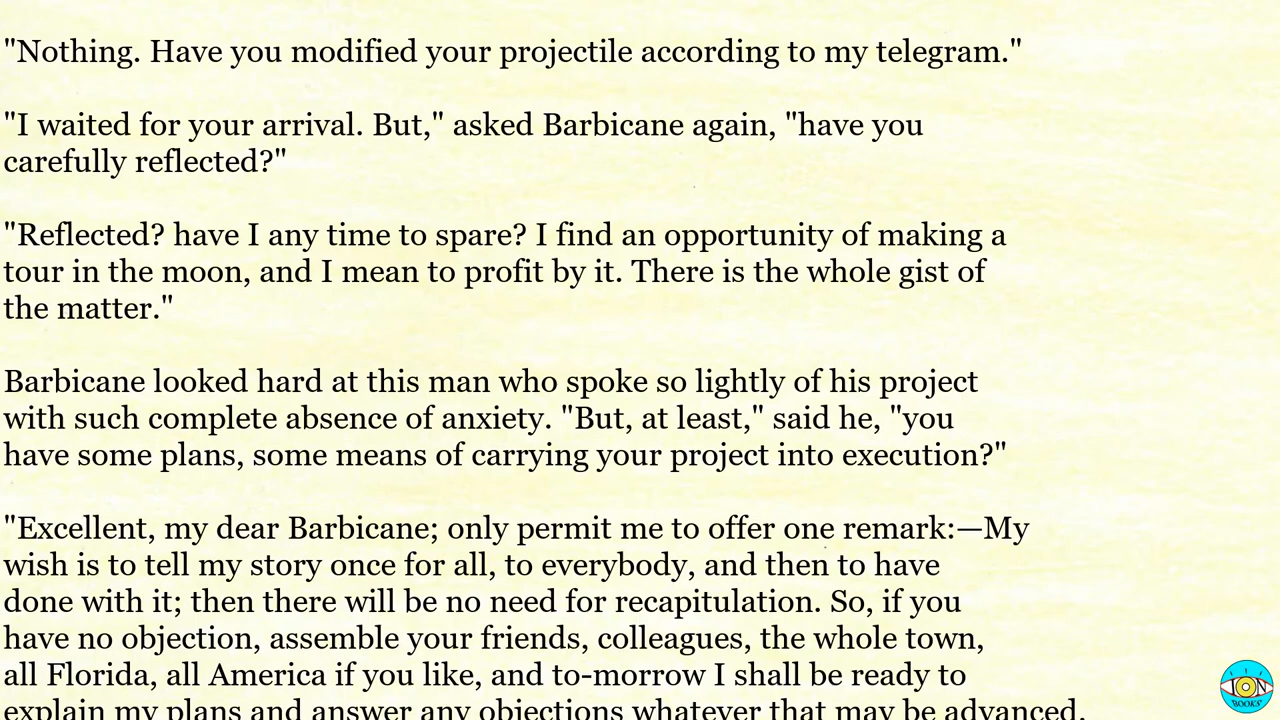 "Nothing. Have you modified your projectile according to my telegram."
"I waited for your arrival. But," asked Barbicane again, "have you
carefully reflected?"
"Reflected? have I any time to spare? I find an opportunity of making a
tour in the moon, and I mean to profit by it. There is the whole gist of
the matter."
Barbicane looked hard at this man who spoke so lightly of his project
with such complete absence of anxiety. "But, at least," said he, "you
have some plans, some means of carrying your project into execution?"
"Excellent, my dear Barbicane; only permit me to offer one remark:—My
wish is to tell my story once for all, to everybody, and then to have
done with it; then there will be no need for recapitulation. So, if you
have no objection, assemble your friends, colleagues, the whole town,
all Florida, all America if you like, and to-morrow I shall be ready to
explain my plans and answer any objections whatever that may be advanced.
ION
BOOKS